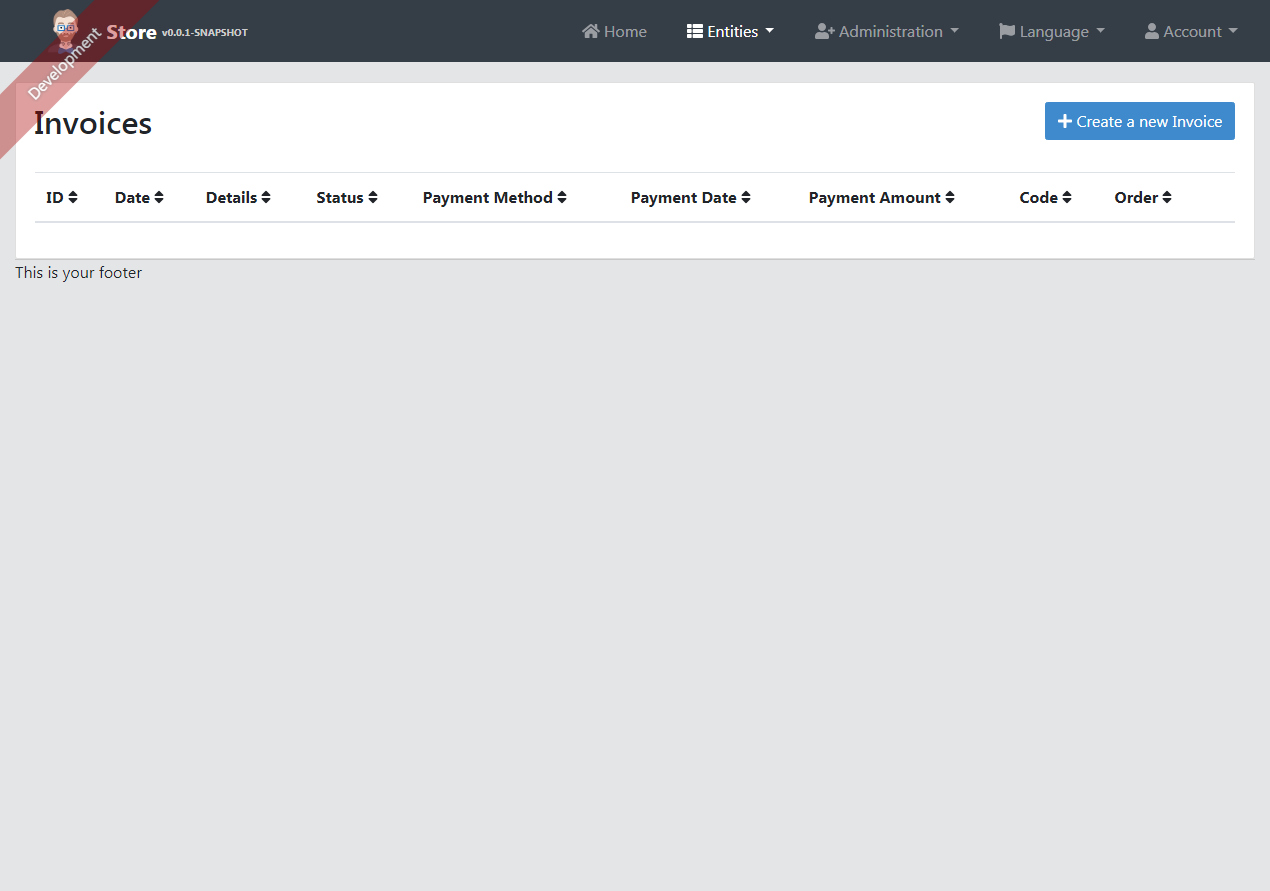 Store v0.0.1-SNAPSHOT Home Entities Administration Language Account
Development
Invoices Create a new Invoice
ID Date Details Status Payment Method Payment Date Payment Amount Code Order
This is your footer